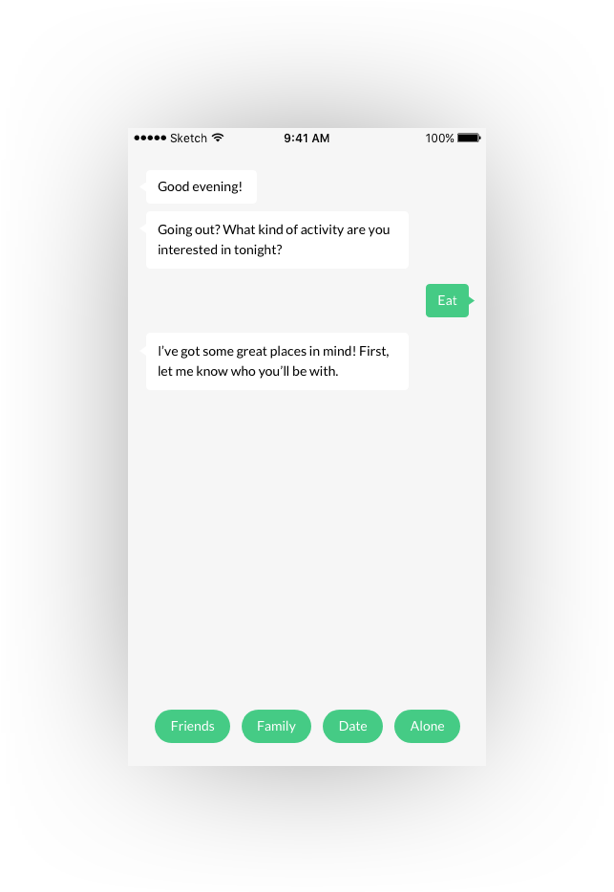 Sketch 9:41 AM 100%
Good evening!
Going out? What kind of activity are you
interested in tonight?
Eat
I’ve got some great places in mind! First,
let me know who you’ll be with.
Friends Family Date Alone